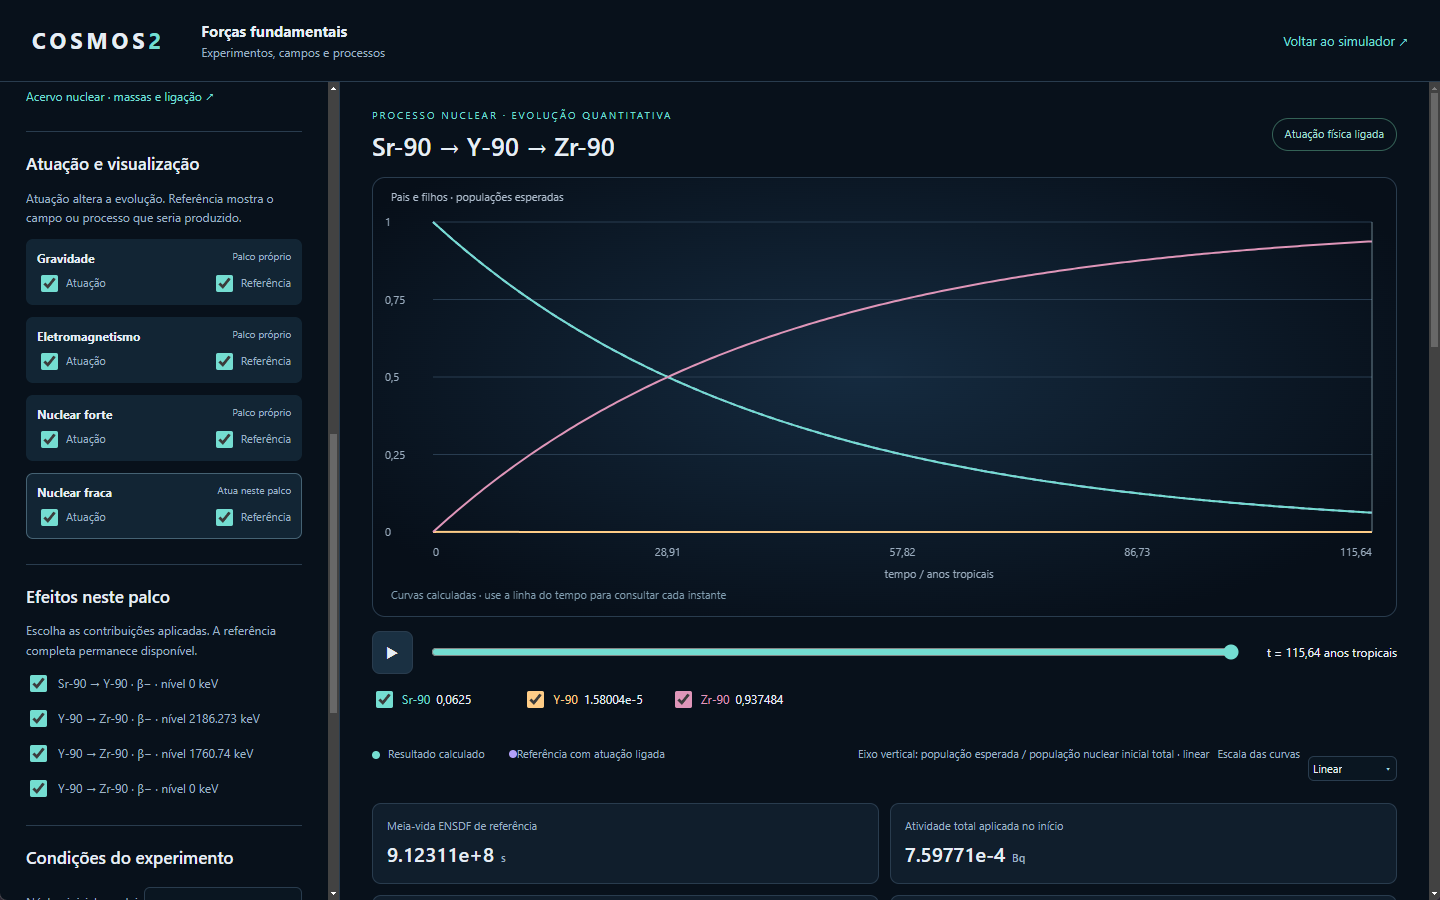 COSMOS2
Forças fundamentais
Experimentos, campos e processos
Voltar ao simulador ↗
Acervo nuclear · massas e ligação ↗
Atuação e visualização
Atuação altera a evolução. Referência mostra o
campo ou processo que seria produzido.
Gravidade
Palco próprio
Atuação
Referência
Eletromagnetismo
Palco próprio
Atuação
Referência
Nuclear forte
Palco próprio
Atuação
Referência
Nuclear fraca
Atua neste palco
Atuação
Referência
Efeitos neste palco
Escolha as contribuições aplicadas. A referência
completa permanece disponível.
Sr-90 → Y-90 · β− · nível 0 keV
Y-90 → Zr-90 · β− · nível 2186.273 keV
Y-90 → Zr-90 · β− · nível 1760.74 keV
Y-90 → Zr-90 · β− · nível 0 keV
Condições do experimento
PROCESSO NUCLEAR · EVOLUÇÃO QUANTITATIVA
Sr-90 → Y-90 → Zr-90
Atuação física ligada
Pais e filhos · populações esperadas
1
0,75
0,5
0,25
0
0
28,91
57,82
86,73
115,64
tempo / anos tropicais
Curvas calculadas · use a linha do tempo para consultar cada instante
t = 115,64 anos tropicais
Sr-90 0,0625
Y-90 1.58004e-5
Zr-90 0,937484
Resultado calculado
Referência com atuação ligada
Eixo vertical: população esperada / população nuclear inicial total · linear
Escala das curvas
Linear
Meia-vida ENSDF de referência
9.12311e+8 s
Atividade total aplicada no início
7.59771e-4 Bq